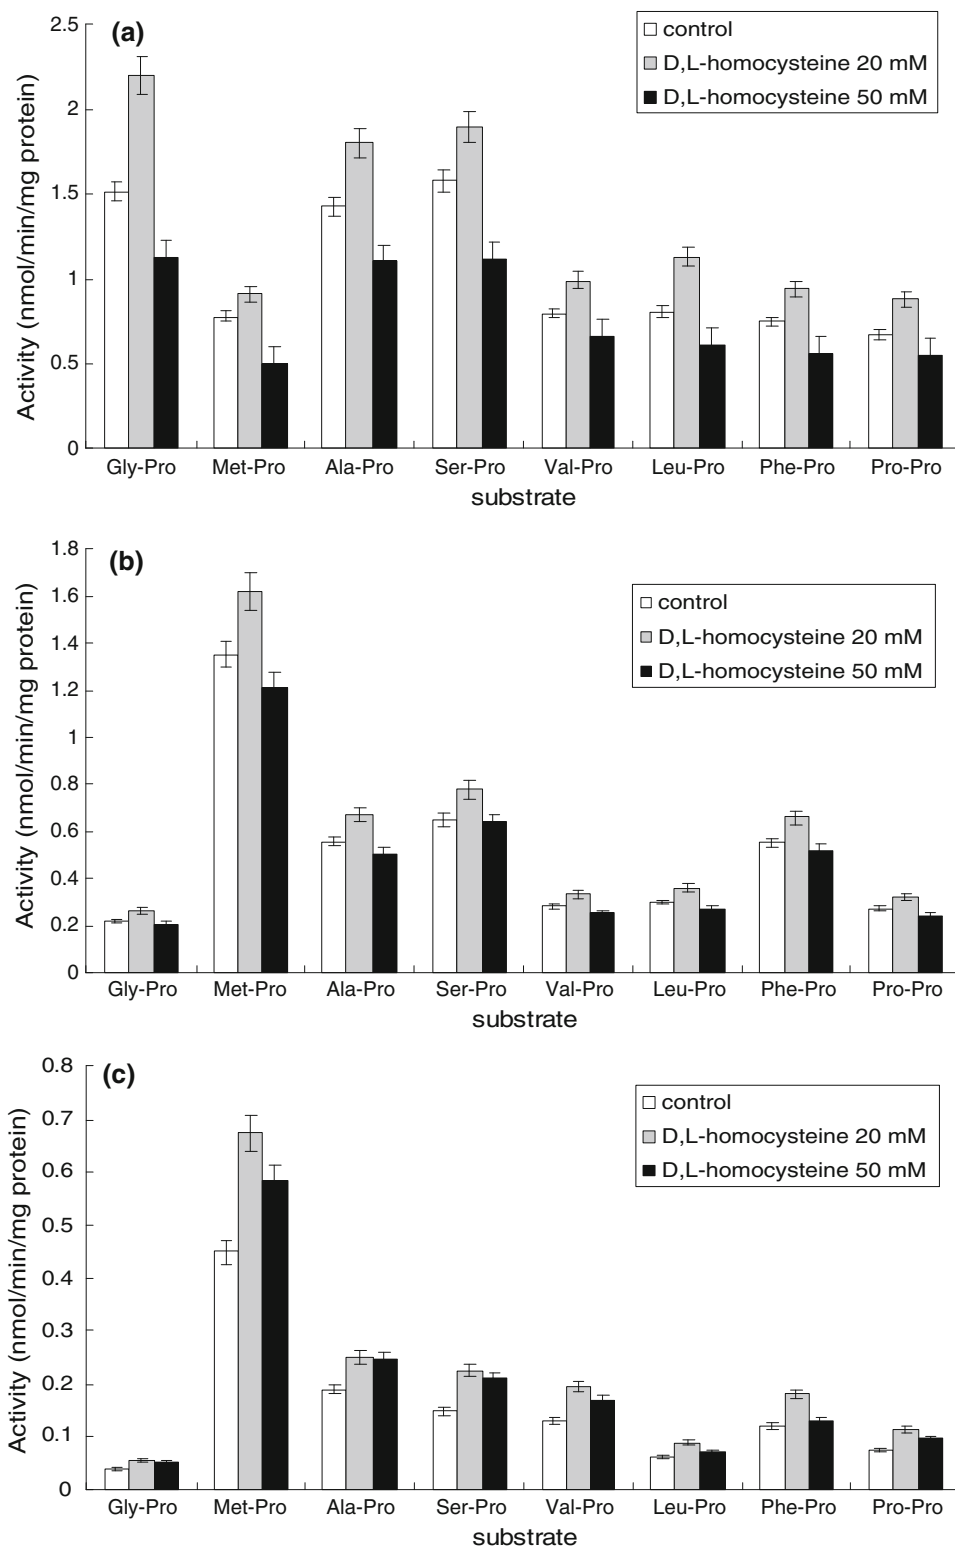 (a)
control
D,L-homocysteine 20 mM
D,L-homocysteine 50 mM
Activity (nmol/min/mg protein)
2.5
2
1.5
1
0.5
0
Gly-Pro Met-Pro Ala-Pro Ser-Pro Val-Pro Leu-Pro Phe-Pro Pro-Pro
substrate
(b)
control
D,L-homocysteine 20 mM
D,L-homocysteine 50 mM
Activity (nmol/min/mg protein)
1.8
1.6
1.4
1.2
1
0.8
0.6
0.4
0.2
0
Gly-Pro Met-Pro Ala-Pro Ser-Pro Val-Pro Leu-Pro Phe-Pro Pro-Pro
substrate
(c)
control
D,L-homocysteine 20 mM
D,L-homocysteine 50 mM
Activity (nmol/min/mg protein)
0.8
0.7
0.6
0.5
0.4
0.3
0.2
0.1
0
Gly-Pro Met-Pro Ala-Pro Ser-Pro Val-Pro Leu-Pro Phe-Pro Pro-Pro
substrate